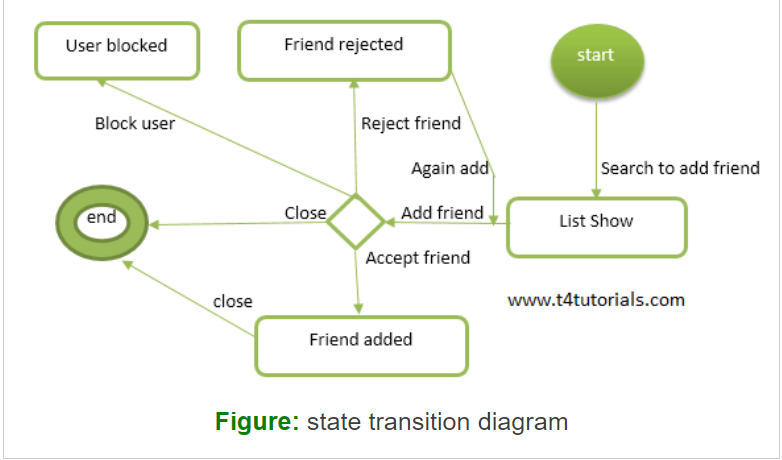 User blocked
Friend rejected
start
Block user
Reject friend
Again add
Search to add friend
end
Close
Add friend
List Show
Accept friend
close
www.t4tutorials.com
Friend added
Figure: state transition diagram